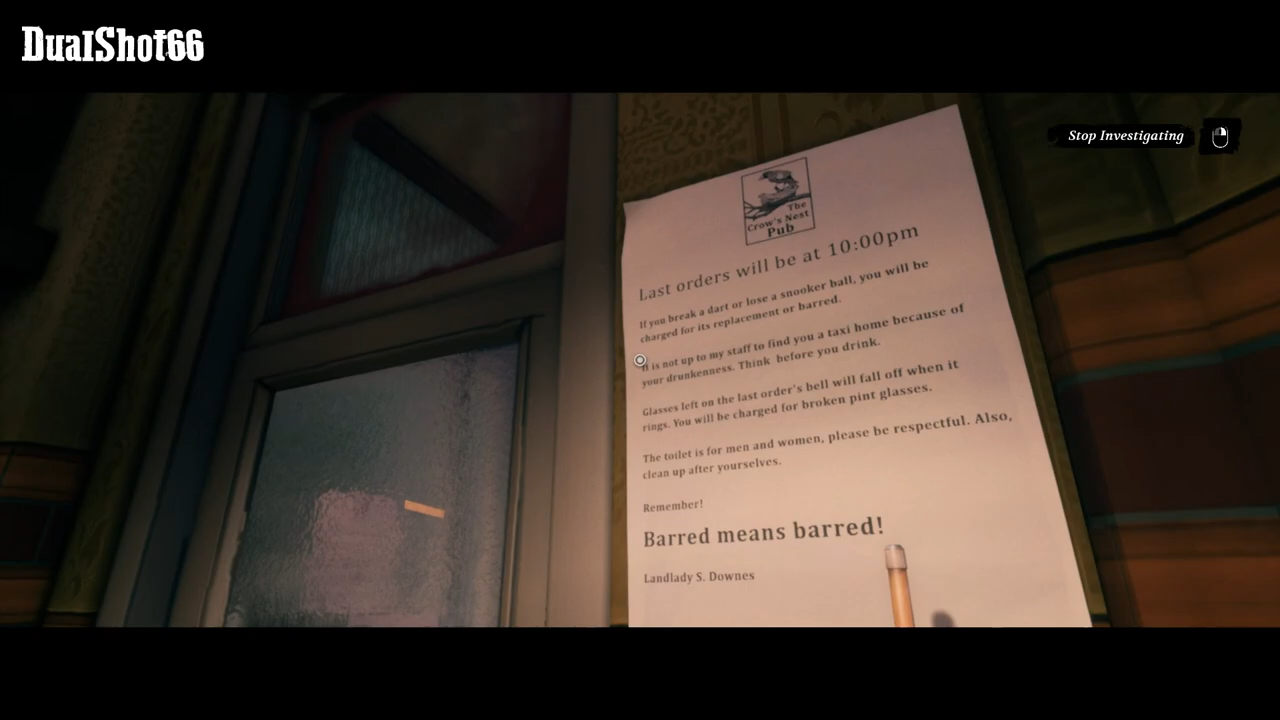 DualShot66
Stop Investigating
The
Crow's Nest
Pub
Last orders will be at 10:00pm
If you break a dart or lose a snooker ball, you will be
charged for its replacement or barred.
It is not up to my staff to find you a taxi home because of
your drunkenness. Think before you drink.
Glasses left on the last order's bell will fall off when it
rings. You will be charged for broken pint glasses.
The toilet is for men and women, please be respectful. Also,
clean up after yourselves.
Remember!
Barred means barred!
Landlady S. Downes